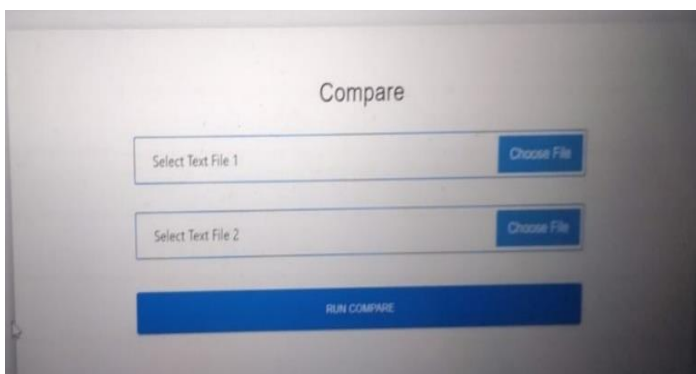 Compare
Select Text File 1
Choose File
Select Text File 2
Choose File
RUN COMPARE